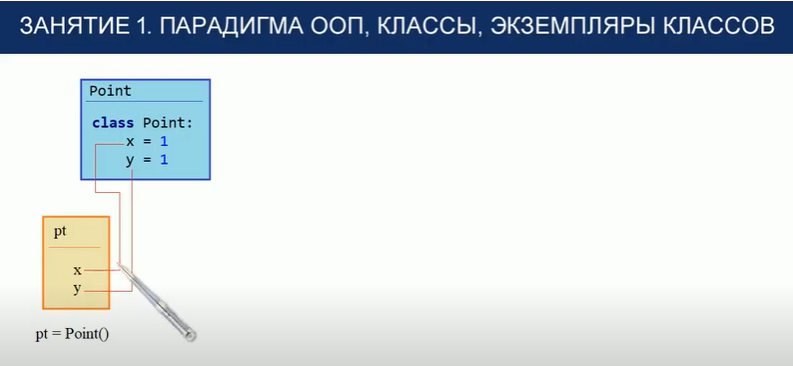 ЗАНЯТИЕ 1. ПАРАДИГМА ООП, КЛАССЫ, ЭКЗЕМПЛЯРЫ КЛАССОВ
Point
class Point:
x = 1
y = 1
pt
x
y
pt = Point()